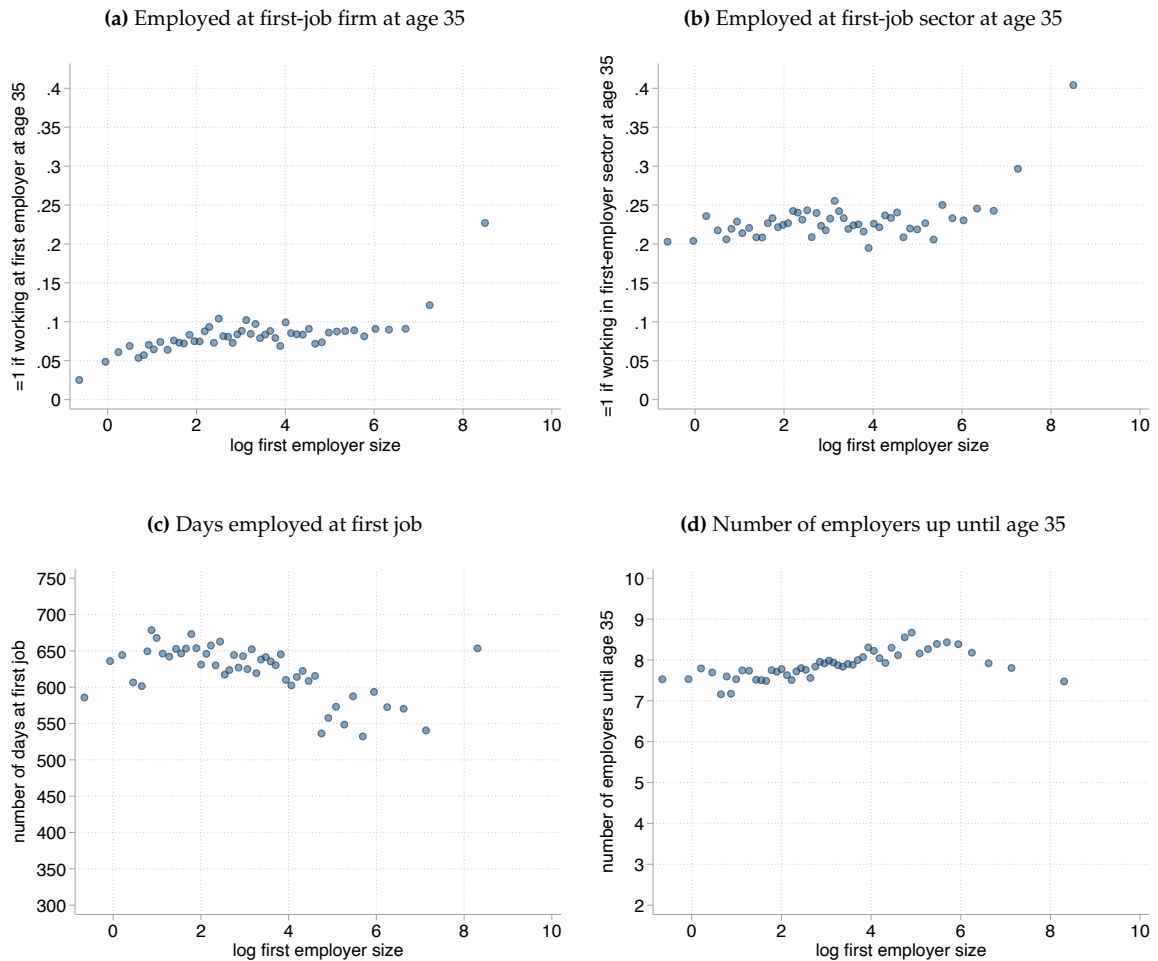 (a) Employed at first-job firm at age 35
=1 if working at first employer at age 35
.4
.35
.3
.25
.2
.15
.1
.05
0
0 2 4 6 8 10
log first employer size
(b) Employed at first-job sector at age 35
=1 if working in first-employer sector at age 35
.4
.35
.3
.25
.2
.15
.1
.05
0
0 2 4 6 8 10
log first employer size
(c) Days employed at first job
number of days at first job
750
700
650
600
550
500
450
400
350
300
0 2 4 6 8 10
log first employer size
(d) Number of employers up until age 35
number of employers until age 35
10
9
8
7
6
5
4
3
2
0 2 4 6 8 10
log first employer size